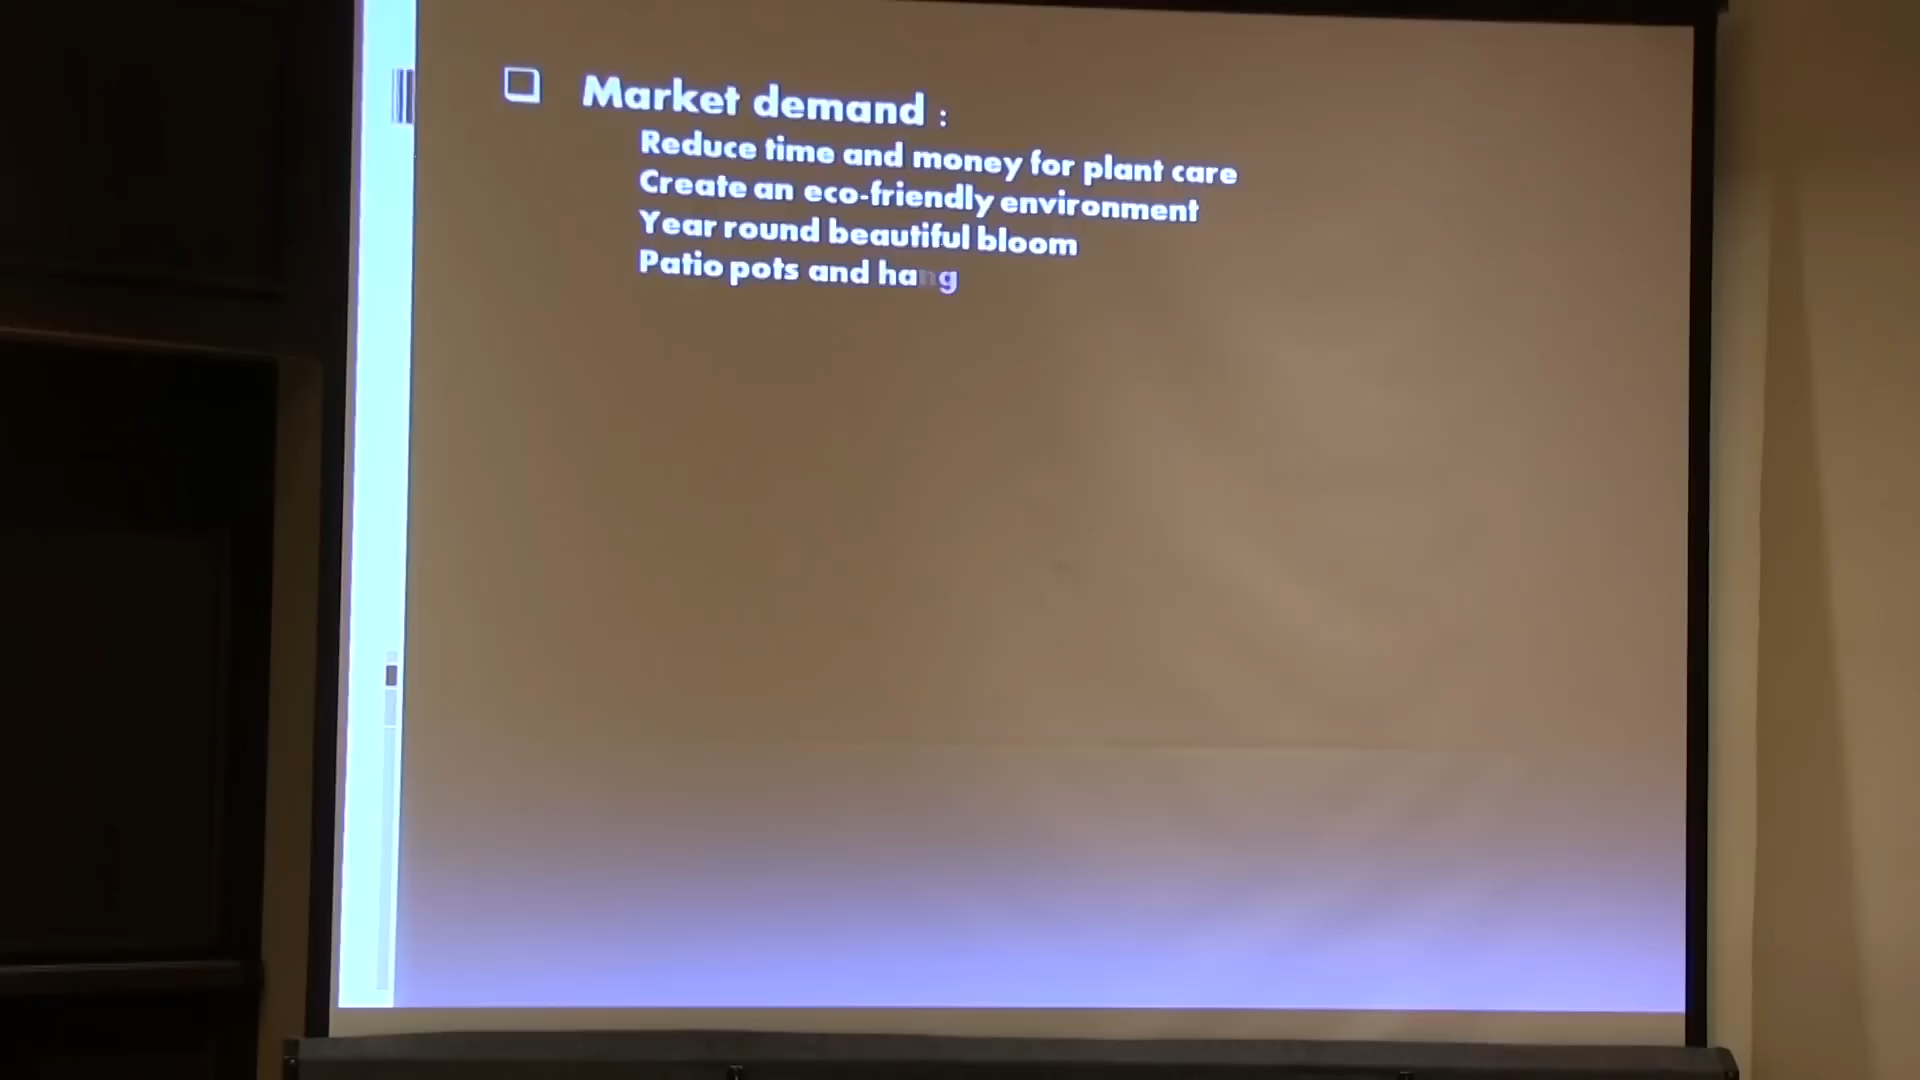 Market demand :
Reduce time and money for plant care
Create an eco-friendly environment
Year round beautiful bloom
Patio pots and hang